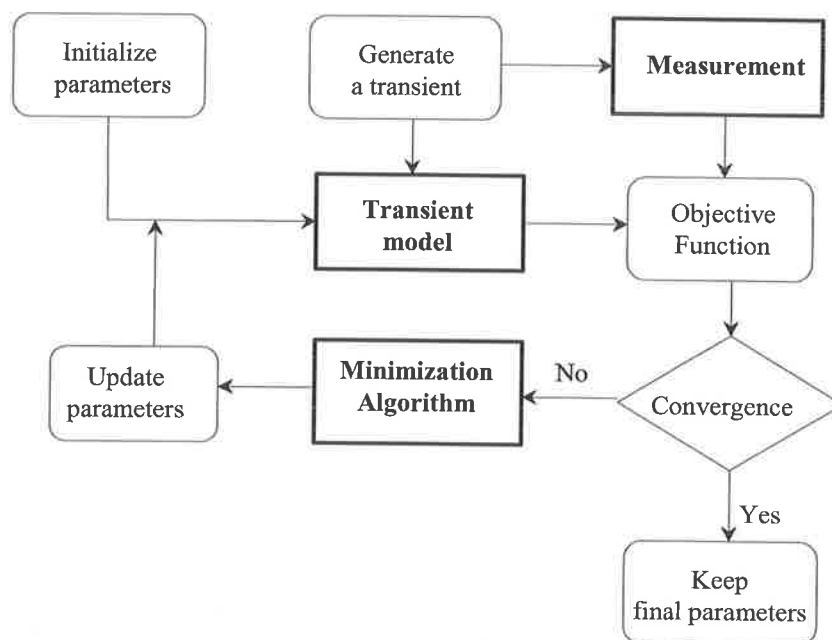 Initialize
parameters
Generate
a transient
Measurement
Transient
model
Objective
Function
Update
parameters
Minimization
Algorithm
No
Convergence
Yes
Keep
final parameters